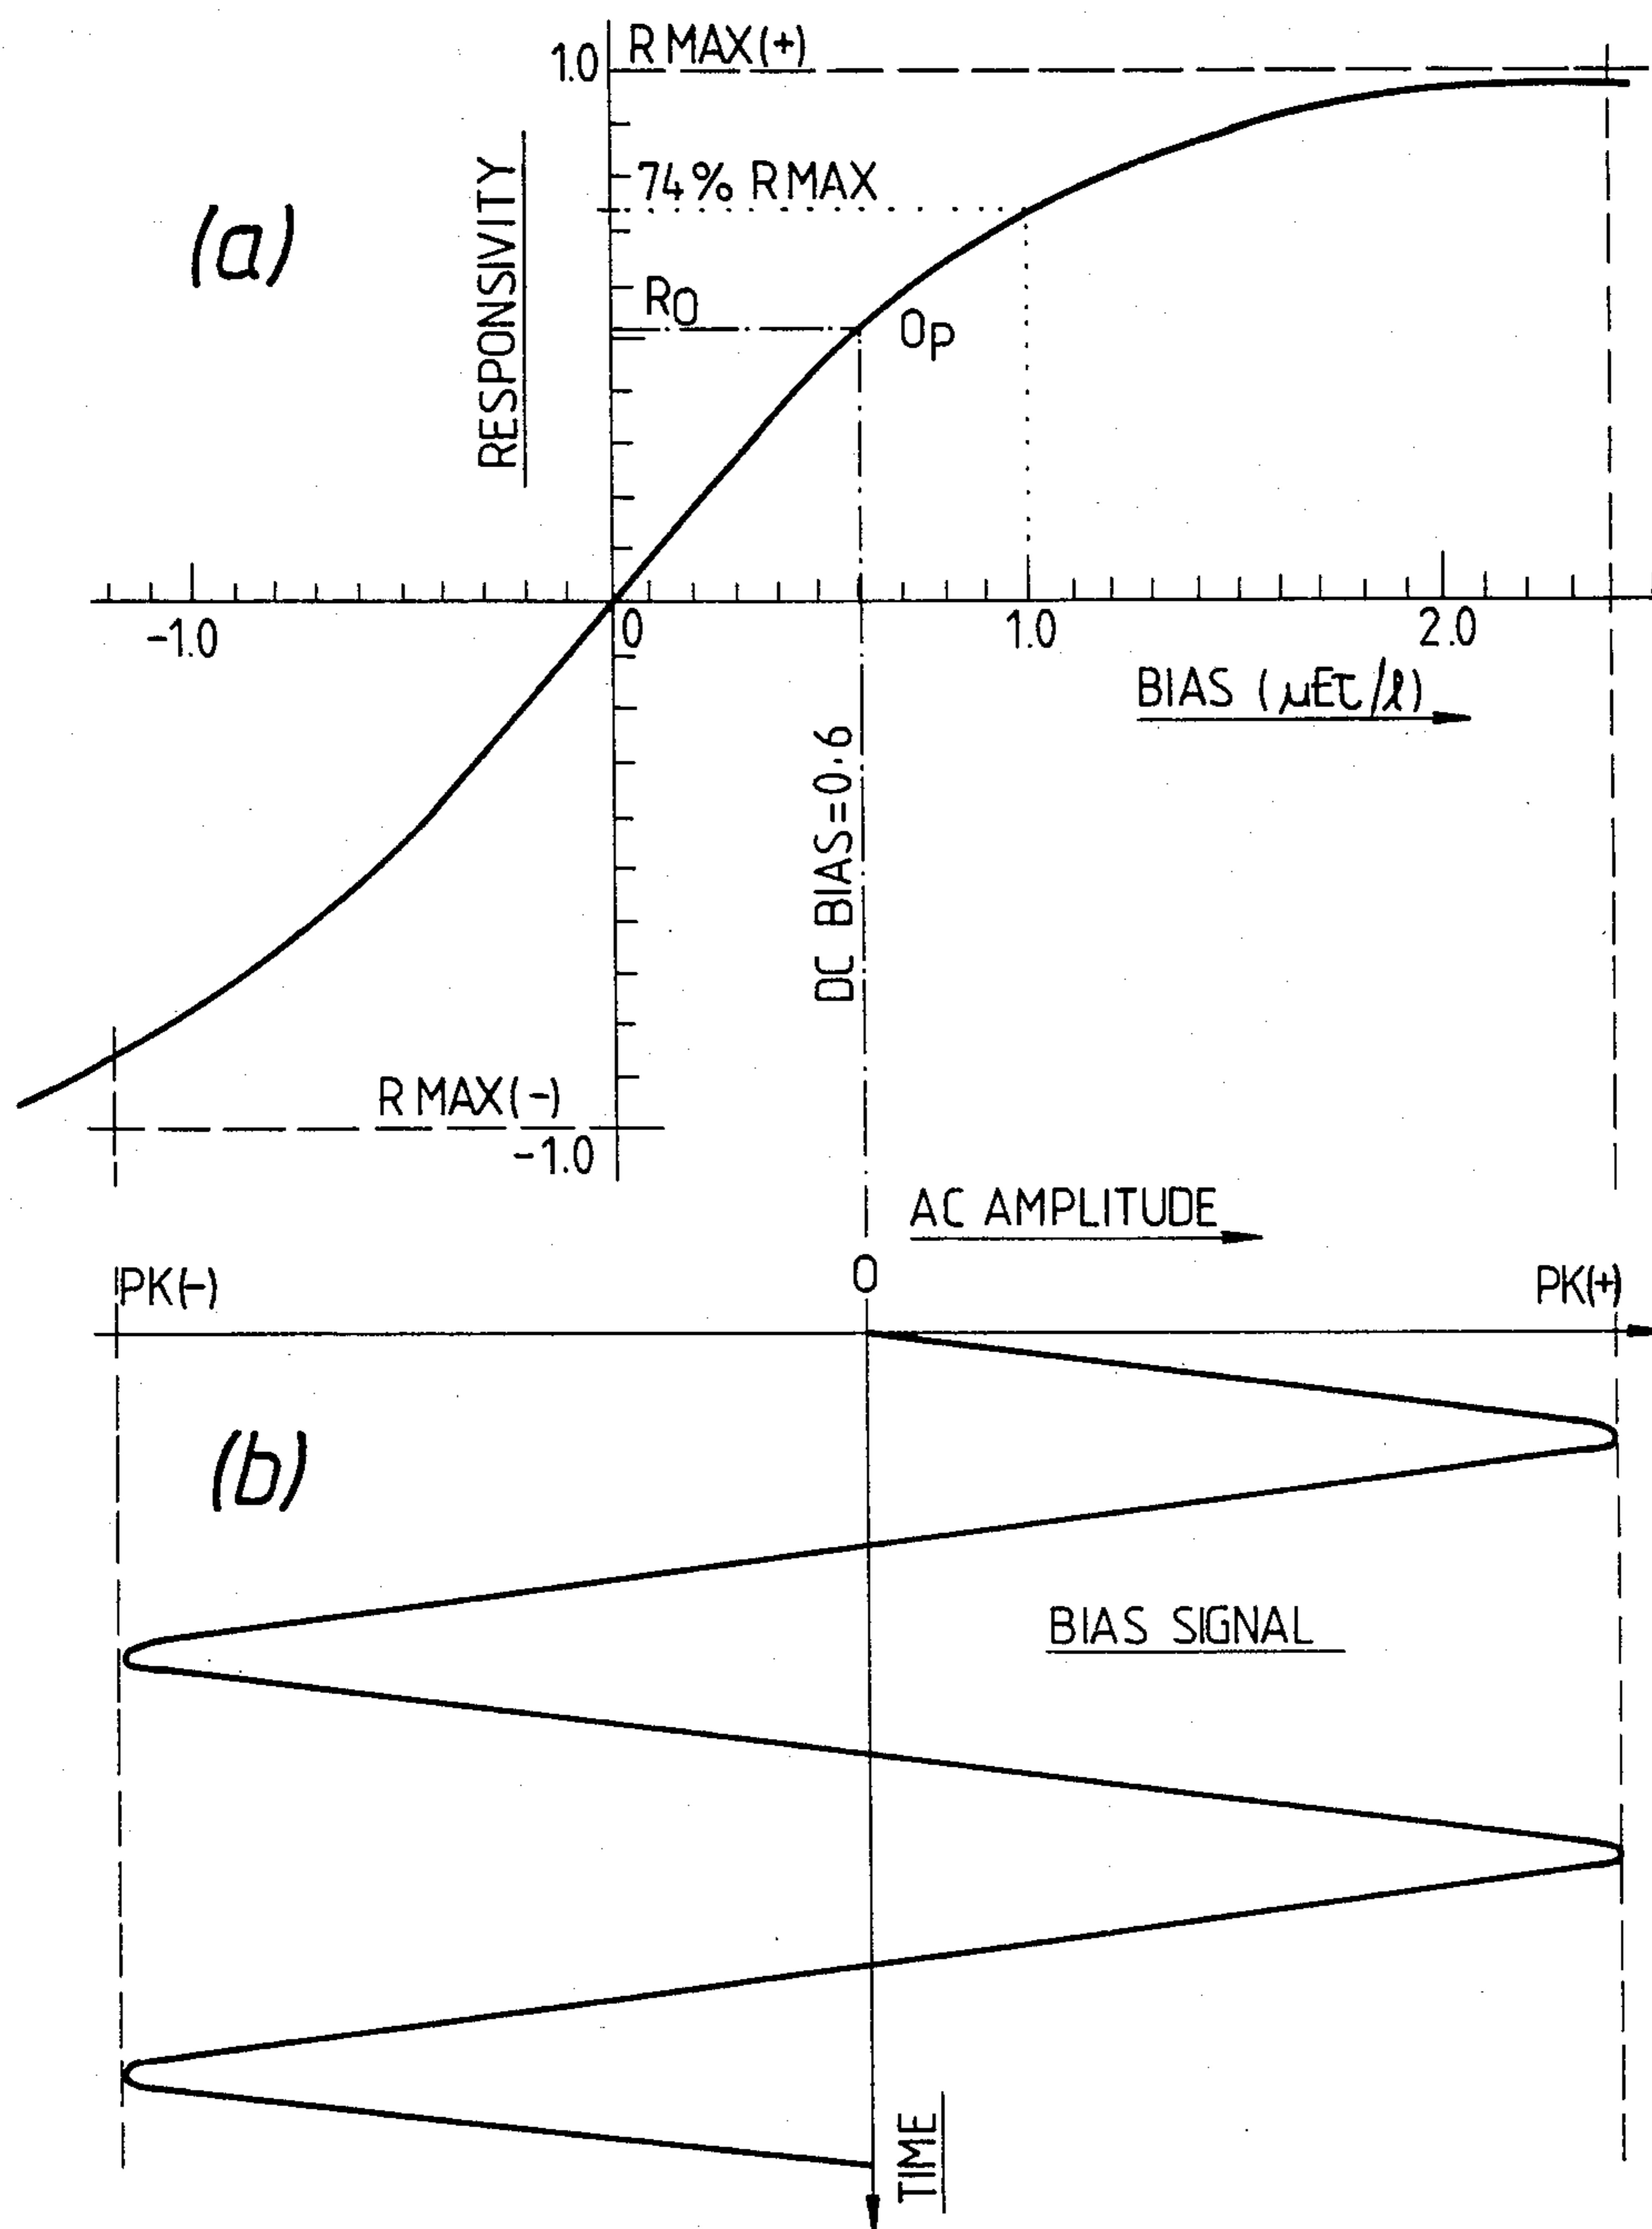 R MAX(+)
1.0
74% R MAX
(a)
RESPONSIVITY
RO
Op
-1.0
0
1.0
2.0
BIAS (μEτ/ℓ)
DC BIAS=0.6
R MAX(-)
-1.0
AC AMPLITUDE
PK(-)
0
PK(+)
(b)
BIAS SIGNAL
TIME